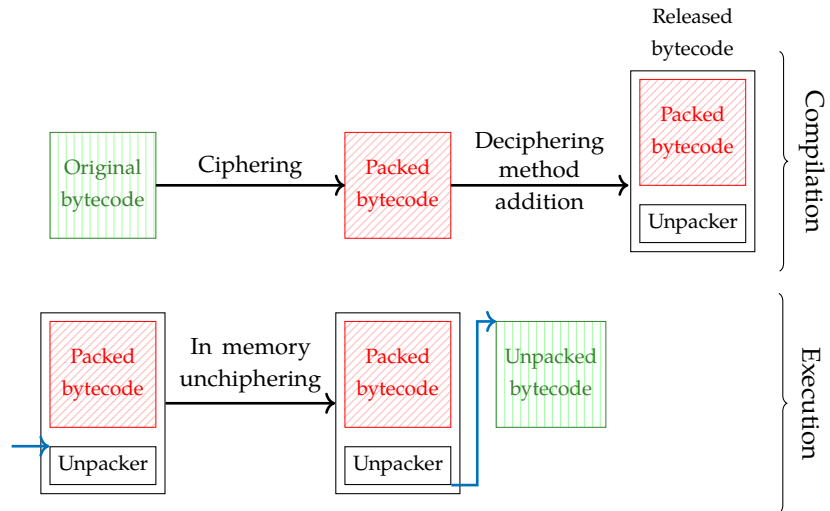 Released
bytecode
Original
bytecode
Ciphering
Packed
bytecode
Deciphering
method
addition
Packed
bytecode
Unpacker
Compilation
Packed
bytecode
Unpacker
In memory
unchiphering
Packed
bytecode
Unpacker
Unpacked
bytecode
Execution